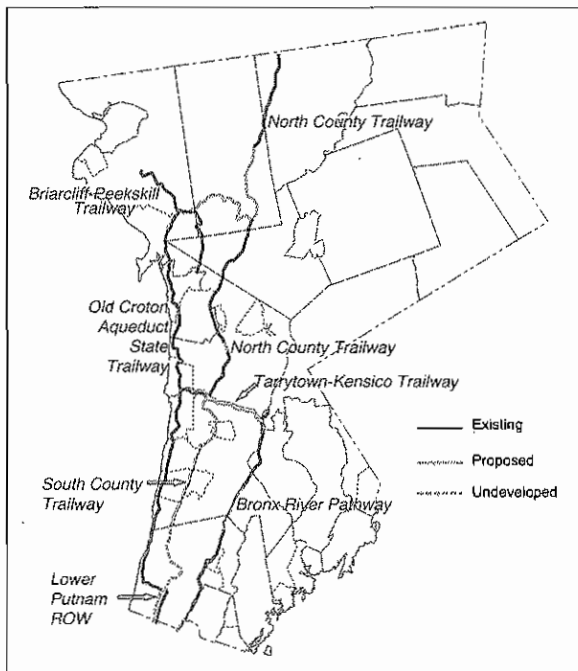 North County Trailway
Briarcliff-Peekskill
Trailway
Old Croton
Aqueduct
State
Trailway
North County Trailway
Tarrytown-Kensico Trailway
Existing
Proposed
Undeveloped
South County
Trailway
Bronx River Pathway
Lower
Putnam
ROW